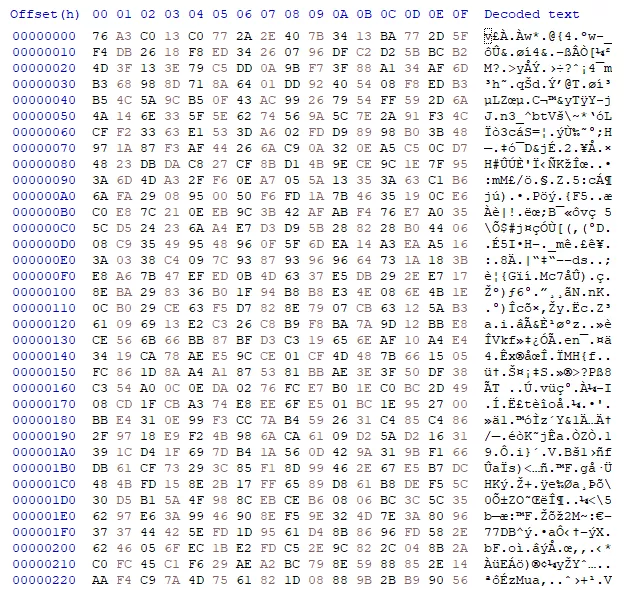 Offset(h) 00 01 02 03 04 05 06 07 08 09 0A 0B 0C 0D 0E 0F Decoded text
00000000 76 A3 C0 13 C0 77 2A 2E 40 7B 34 13 BA 77 2D 5F v£À.Àw*.@{4.ºw-_
00000010 F4 DB 26 18 F8 ED 34 26 07 96 DF C2 D2 5B BC B2 ôÛ&.øí4&.–ßÂÒ[¼²
00000020 4D 3F 13 3E 79 C5 DD 0A 9B F7 3F 88 A1 34 AF 6D M?.>yÅÝ.›÷?ˆ¡4¯m
00000030 B3 68 98 8D 71 8A 64 01 DD 92 40 54 08 F8 ED B3 ³h˜.qŠd.Ý’@T.øí³
00000040 B5 4C 5A 9C B5 0F 43 AC 99 26 79 54 FF 59 2D 6A µLZœµ.C¬™&yTÿY-j
00000050 4A 14 6E 33 5F 5E 62 74 56 9A 5C 7E 2A 91 F3 4C J.n3_^btVš\~*‘óL
00000060 CF F2 33 63 E1 53 3D A6 02 FD D9 89 98 B0 3B 48 Ïò3cáS=¦.ýÙ‰˜°;H
00000070 97 1A 87 F3 AF 44 26 6A C9 0A 32 0E A5 C5 0C D7 —.‡ó¯D&jÉ.2.¥Å.×
00000080 48 23 DB DA C8 27 CF 8B D1 4B 9E CE 9C 1E 7F 95 H#ÛÚÈ'Ï‹ÑKžÎœ..•
00000090 3A 6D 4D A3 2F F6 0E A7 05 5A 13 35 3A 63 C1 B6 :mM£/ö.§.Z.5:cÁ¶
000000A0 6A FA 29 08 95 00 50 F6 FD 1A 7B 46 35 19 0C E6 jú).•.Pöý.{F5..æ
000000B0 C0 E8 7C 21 0E EB 9C 3B 42 AF AB F4 76 E7 A0 35 Àè|!.ëœ;B¯«ôvç 5
000000C0 5C D5 24 23 6A A4 E7 D3 D9 5B 28 82 28 B0 44 06 \Õ$#j¤çÓÙ[(‚(°D.
000000D0 08 C9 35 49 95 48 96 0F 5F 6D EA 14 A3 EA A5 16 .É5I•H–._mê.£ê¥.
000000E0 3A 03 38 C4 09 7C 93 87 93 96 96 64 73 1A 18 3B :.8Ä.|“‡“––ds..;
000000F0 E8 A6 7B 47 EF ED 0B 4D 63 37 E5 DB 29 2E E7 17 è¦{Gïí.Mc7åÛ).ç.
00000100 8E BA 29 83 36 B0 1F 94 B8 B8 E3 4E 08 6E 4B 1E Žº)ƒ6°.”¸¸ãN.nK.
00000110 0C B0 29 CE 63 F5 D7 82 8E 79 07 CB 63 12 5A B3 .°)Îcõ×‚Žy.Ëc.Z³
00000120 61 09 69 13 E2 C3 26 C8 B9 F8 BA 7A 9D 12 BB E8 a.i.âÃ&È¹øºz..»è
00000130 CE 56 6B 66 BB 87 BF D3 C3 19 65 6E AF 10 A4 E4 ÎVkf»‡¿ÓÃ.en¯.¤ä
00000140 34 19 CA 78 AE E5 9C CE 01 CF 4D 48 7B 66 15 05 4.Êx®åœÎ.ÏMH{f..
00000150 FC 86 1D 8A A4 A1 87 53 81 BB AE 3E 3F 50 DF 38 ü†.Š¤¡‡S.»®>?Pß8
00000160 C3 54 A0 0C 0E DA 02 76 FC E7 B0 1E C0 BC 2D 49 ÃT ..Ú.vüç°.À¼-I
00000170 08 CD 1F CB A3 74 E8 EE 6F E5 01 BC 1E 95 27 00 .Í.Ë£tèîoå.¼.•'.
00000180 BB E4 31 0E 99 F3 CC 7A B4 59 26 31 C4 85 C4 86 »ä1.™óÌz´Y&1Ä…Ä†
00000190 2F 97 18 E9 F2 4B 98 6A CA 61 09 D2 5A D2 16 31 /—.éòK˜jÊa.ÒZÒ.1
000001A0 39 1C D4 1F 69 7D B4 1A 56 0D 42 9A 31 9B F1 66 9.Ô.i}´.V.Bš1›ñf
000001B0 DB 61 CF 73 29 3C 85 F1 8D 99 46 2E 67 E5 B7 DC ÛaÏs)<…ñ.™F.gå·Ü
000001C0 48 4B FD 15 8E 2B 17 FF 65 89 D8 61 B8 DE F5 5C HKý.Ž+.ÿe‰Øa¸Þõ\
000001D0 30 D5 B1 5A 4F 98 8C EB CE B6 08 06 BC 3C 5C 35 0Õ±ZO˜ŒëÎ¶..¼<\5
000001E0 62 97 E6 3A 99 46 90 8E F5 9E 32 4D 7E 3A 80 96 b—æ:™F.Žõž2M~:€–
000001F0 37 37 44 42 5E FD 1D 95 61 D4 8B 86 96 FD 58 2E 77DB^ý.•aÔ‹†–ýX.
00000200 62 46 05 6F EC 1B E2 FD C5 2E 9C 82 2C 04 8B 2A bF.oì.âýÅ.œ‚,.‹*
00000210 C0 FC 45 C1 F6 29 AE A2 BC 79 8E 59 88 85 2E 14 ÀüEÁö)®¢¼yŽYˆ…..
00000220 AA F4 C9 7A 4D 75 61 82 1D 08 88 9B 2B B9 90 56 ªôÉzMua‚..ˆ›+¹.V